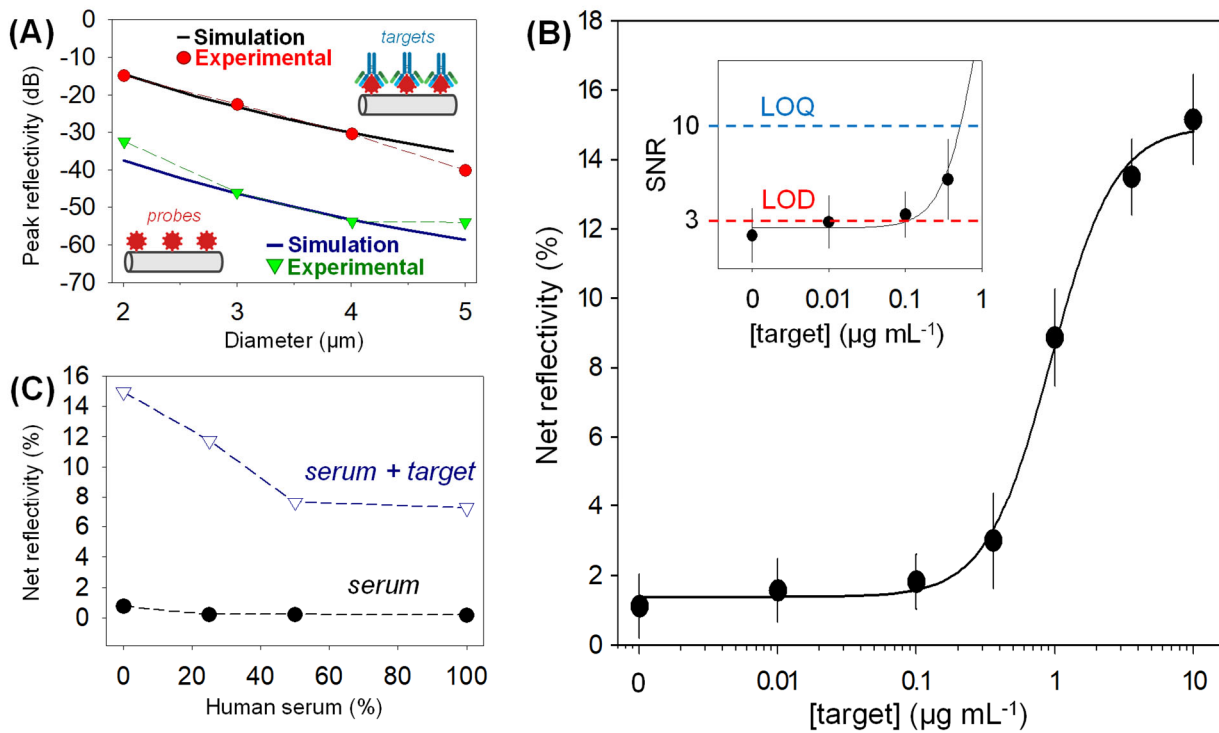 (A)
0
-10
-20
-30
-40
-50
-60
-70
Peak reflectivity (dB)
Simulation
Experimental
targets
probes
Simulation
Experimental
2
3
4
5
Diameter (µm)
(B)
18
16
14
12
10
8
6
4
2
0
Net reflectivity (%)
SNR
10
3
LOQ
LOD
0
0.01
0.1
1
[target] (µg mL-1)
0
0.01
0.1
1
10
[target] (µg mL-1)
(C)
16
14
12
10
8
6
4
2
0
Net reflectivity (%)
serum + target
serum
0
20
40
60
80
100
Human serum (%)